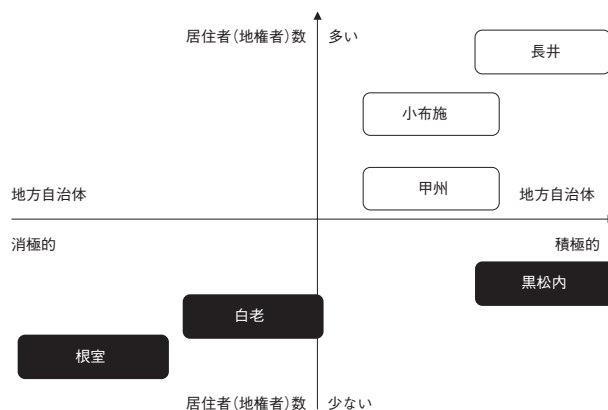 居住者（地権者）数 多い
長井
小布施
甲州
地方自治体 地方自治体
消極的 積極的
黒松内
白老
根室
居住者（地権者）数 少ない